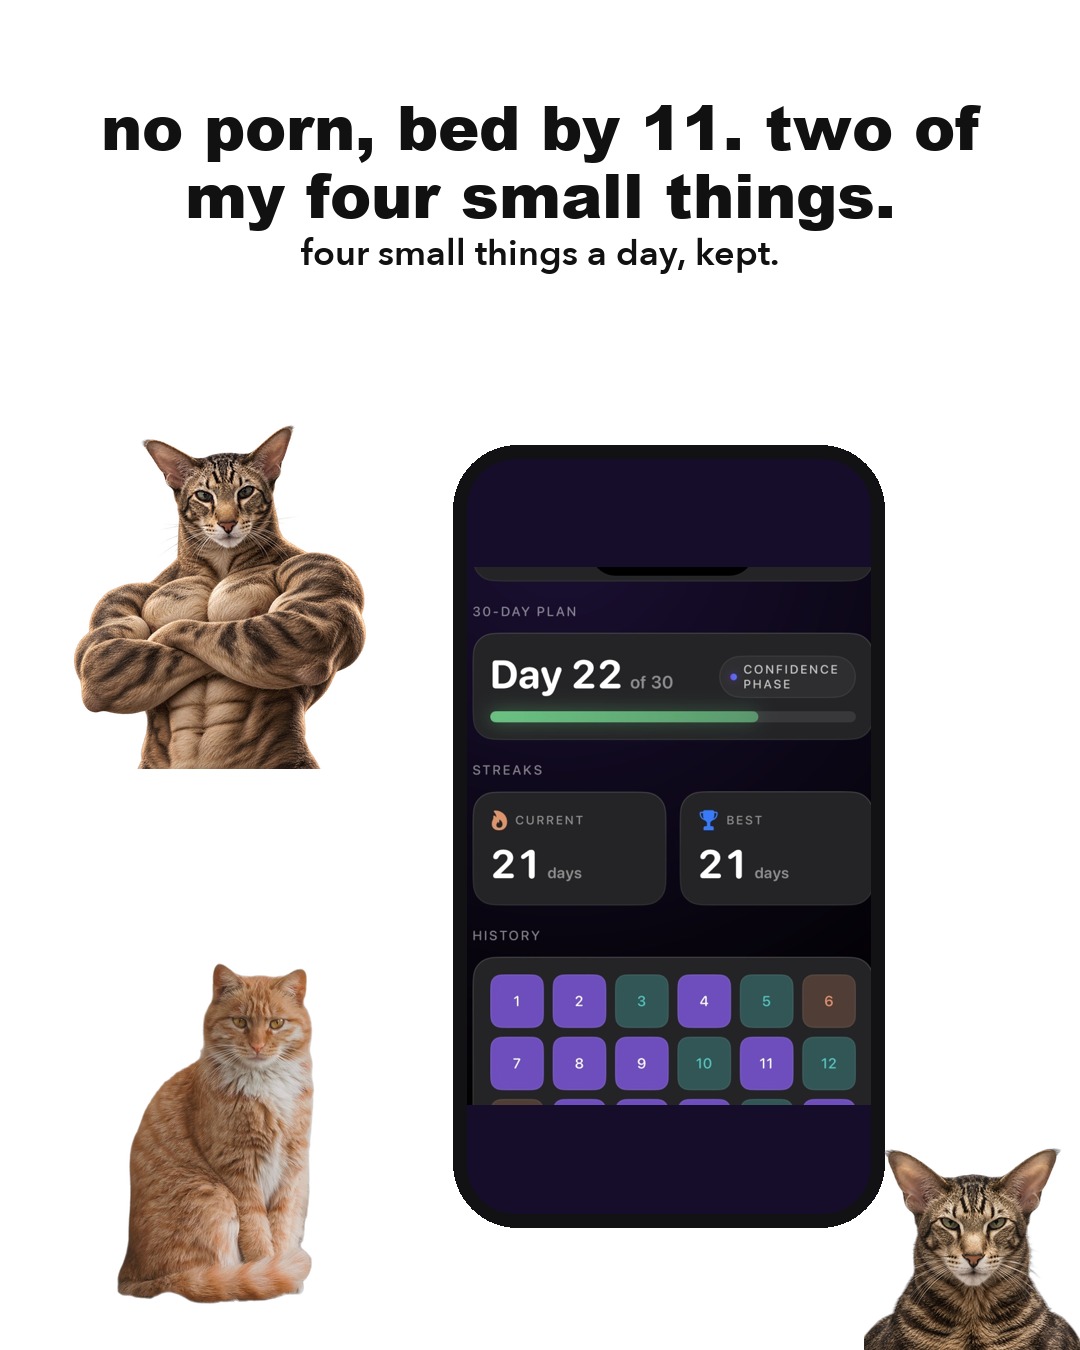 no porn, bed by 11. two of
my four small things.
four small things a day, kept.
30-DAY PLAN
Day 22 of 30
CONFIDENCE
PHASE
STREAKS
CURRENT
21 days
BEST
21 days
HISTORY
1 2 3 4 5 6
7 8 9 10 11 12